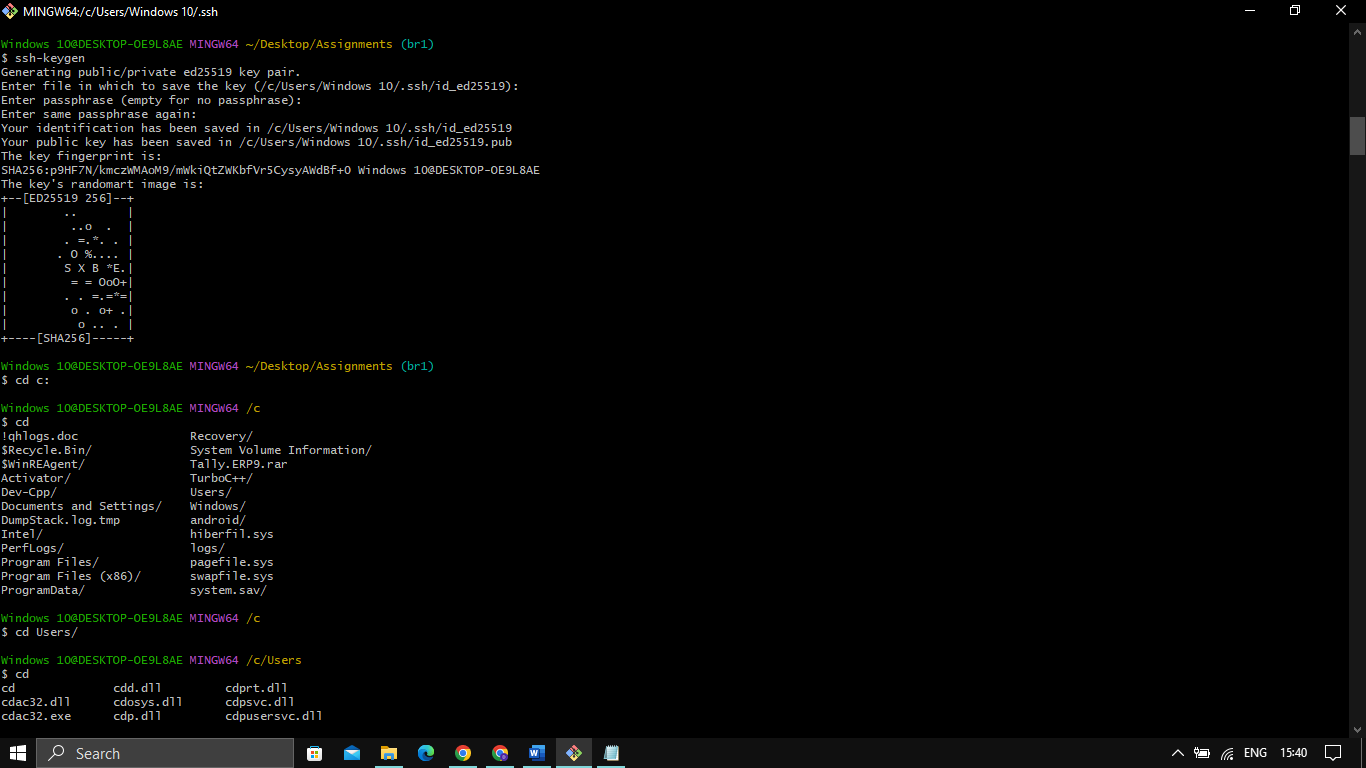 MINGW64:/c/Users/Windows 10/.ssh
Windows 10@DESKTOP-OE9L8AE MINGW64 ~/Desktop/Assignments (br1)
$ ssh-keygen
Generating public/private ed25519 key pair.
Enter file in which to save the key (/c/Users/Windows 10/.ssh/id_ed25519):
Enter passphrase (empty for no passphrase):
Enter same passphrase again:
Your identification has been saved in /c/Users/Windows 10/.ssh/id_ed25519
Your public key has been saved in /c/Users/Windows 10/.ssh/id_ed25519.pub
The key fingerprint is:
SHA256:p9HF7N/kmczWMAoM9/mWkiQtZWKbfVr5CysyAWdBf+O Windows 10@DESKTOP-OE9L8AE
The key's randomart image is:
+--[ED25519 256]--+
|        ..       |
|         ..o  .  |
|        . =.*. . |
|       . O %.... |
|        S X B *E.|
|         = = OoO+|
|        . . =.=*=|
|         o . o+ .|
|          o .. . |
+----[SHA256]-----+
Windows 10@DESKTOP-OE9L8AE MINGW64 ~/Desktop/Assignments (br1)
$ cd c:
Windows 10@DESKTOP-OE9L8AE MINGW64 /c
$ cd
!qhlogs.doc                Recovery/
$Recycle.Bin/              System Volume Information/
$WinREAgent/               Tally.ERP9.rar
Activator/                 TurboC++/
Dev-Cpp/                   Users/
Documents and Settings/    Windows/
DumpStack.log.tmp          android/
Intel/                     hiberfil.sys
PerfLogs/                  logs/
Program Files/             pagefile.sys
Program Files (x86)/       swapfile.sys
ProgramData/               system.sav/
Windows 10@DESKTOP-OE9L8AE MINGW64 /c
$ cd Users/
Windows 10@DESKTOP-OE9L8AE MINGW64 /c/Users
$ cd
cd              cdd.dll         cdprt.dll
cdac32.dll      cdosys.dll      cdpsvc.dll
cdac32.exe      cdp.dll         cdpusersvc.dll
Search
W
ENG
15:40